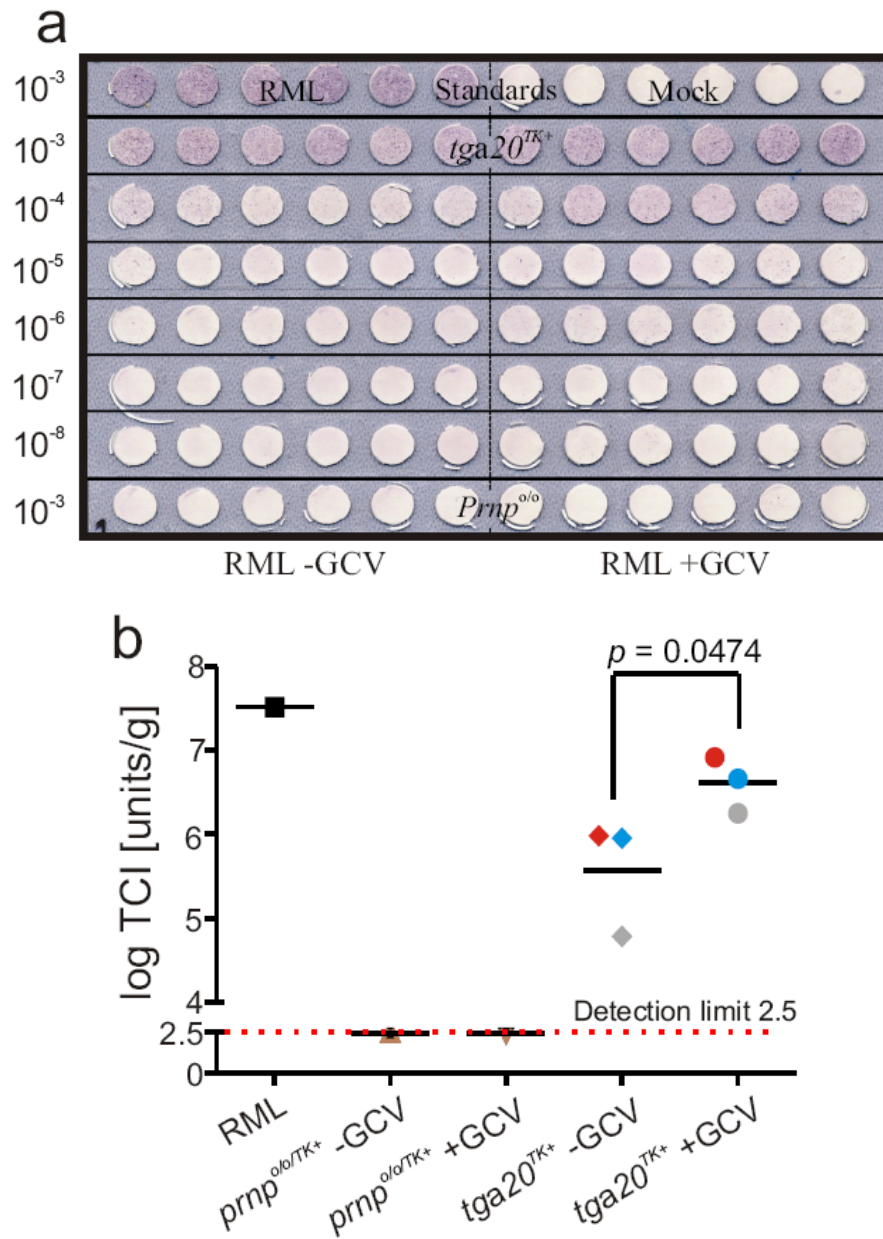 a
10-3 RML Standards Mock
10-3 tga20TK+
10-4
10-5
10-6
10-7
10-8
10-3 Prnpo/o
1
RML -GCV RML +GCV
b
p = 0.0474
8
7
6
5
4
2.5
0
log TCI [units/g]
Detection limit 2.5
RML
prnpo/o/TK+ -GCV
prnpo/o/TK+ +GCV
tga20TK+ -GCV
tga20TK+ +GCV